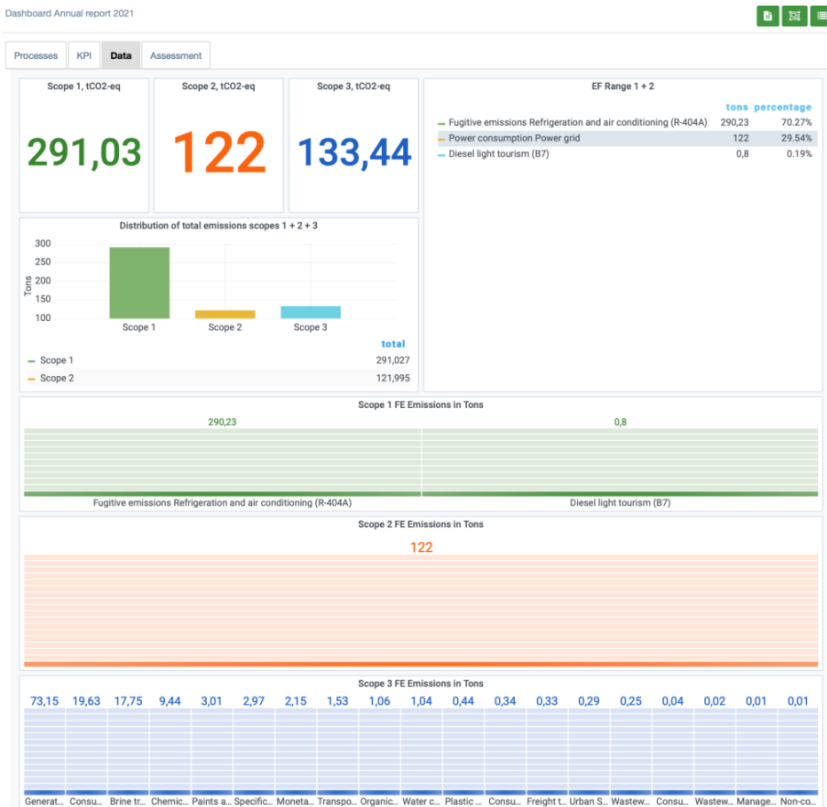 Dashboard Annual report 2021
Processes KPI Data Assessment
Scope 1, tCO2-eq
291,03
Scope 2, tCO2-eq
122
Scope 3, tCO2-eq
133,44
EF Range 1 + 2
tons percentage
Fugitive emissions Refrigeration and air conditioning (R-404A) 290,23 70.27%
Power consumption Power grid 122 29.54%
Diesel light tourism (B7) 0,8 0.19%
Distribution of total emissions scopes 1 + 2 + 3
Tons
300
250
200
150
100
Scope 1 Scope 2 Scope 3
total
Scope 1 291,027
Scope 2 121,995
Scope 1 FE Emissions in Tons
290,23 0,8
Fugitive emissions Refrigeration and air conditioning (R-404A) Diesel light tourism (B7)
Scope 2 FE Emissions in Tons
122
Scope 3 FE Emissions in Tons
73,15 19,63 17,75 9,44 3,01 2,97 2,15 1,53 1,06 1,04 0,44 0,34 0,33 0,29 0,25 0,04 0,02 0,01 0,01
Generat... Consu... Brine tr... Chemic... Paints a... Specific... Moneta... Transpo... Organic... Water c... Plastic ... Consu... Freight t... Urban S... Wastew... Consu... Wastew... Manage... Non-co...